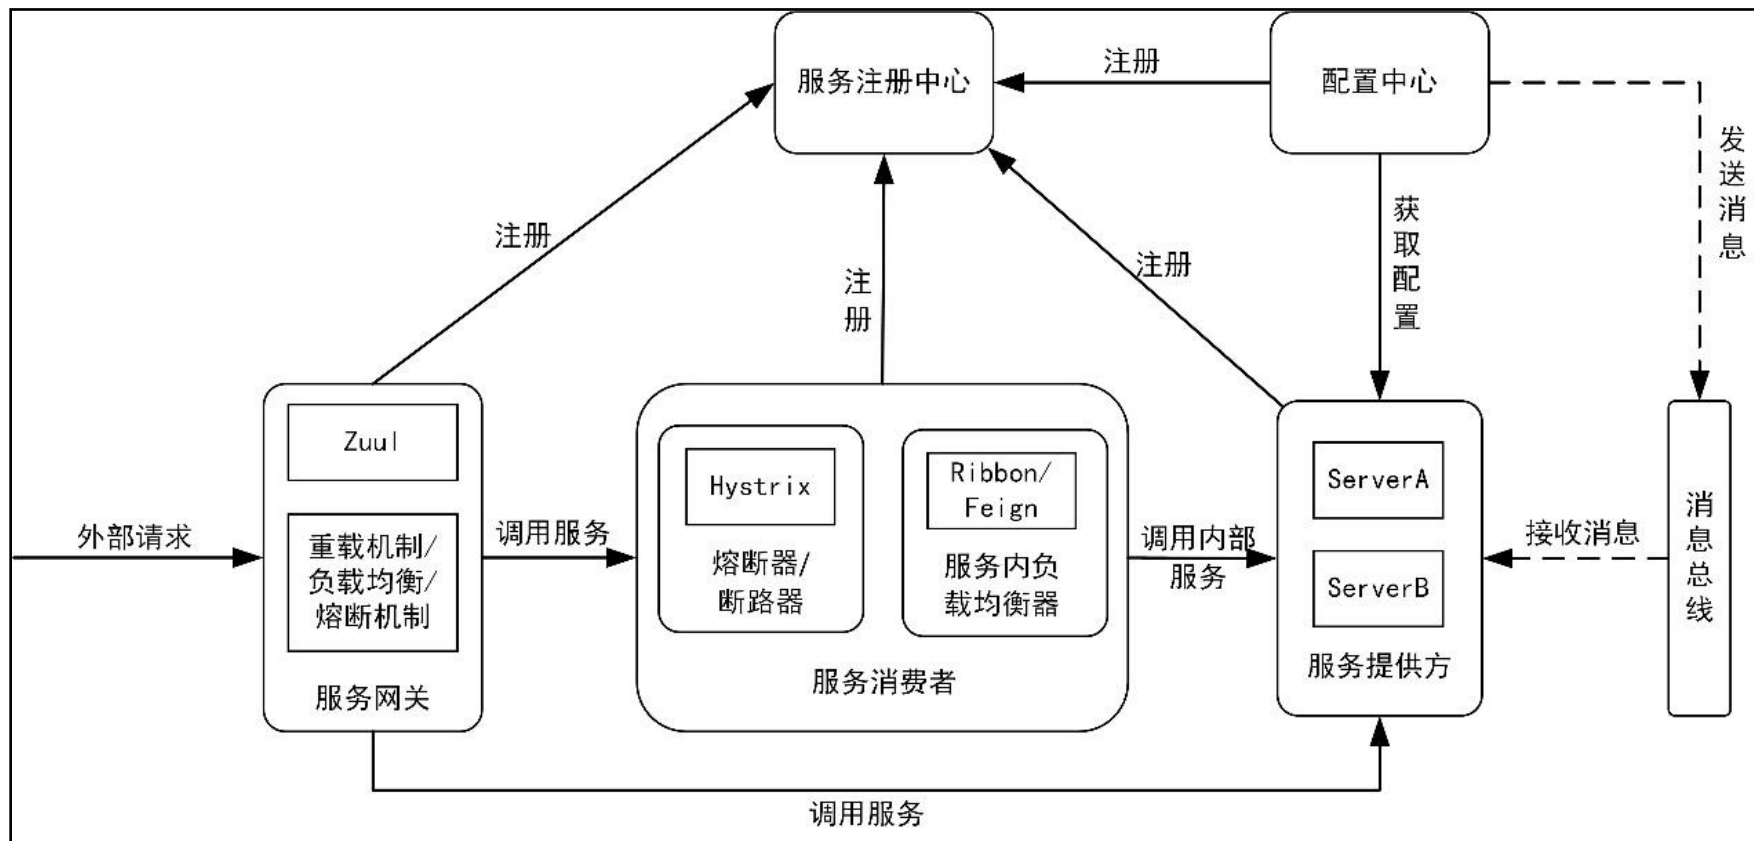 服务注册中心
注册
配置中心
发送消息
注册
注册
注册
获取配置
Zuul
重载机制/
负载均衡/
熔断机制
服务网关
外部请求
调用服务
Hystrix
熔断器/
断路器
Ribbon/
Feign
服务内负
载均衡器
服务消费者
调用内部
服务
ServerA
ServerB
服务提供方
接收消息
消息总线
调用服务